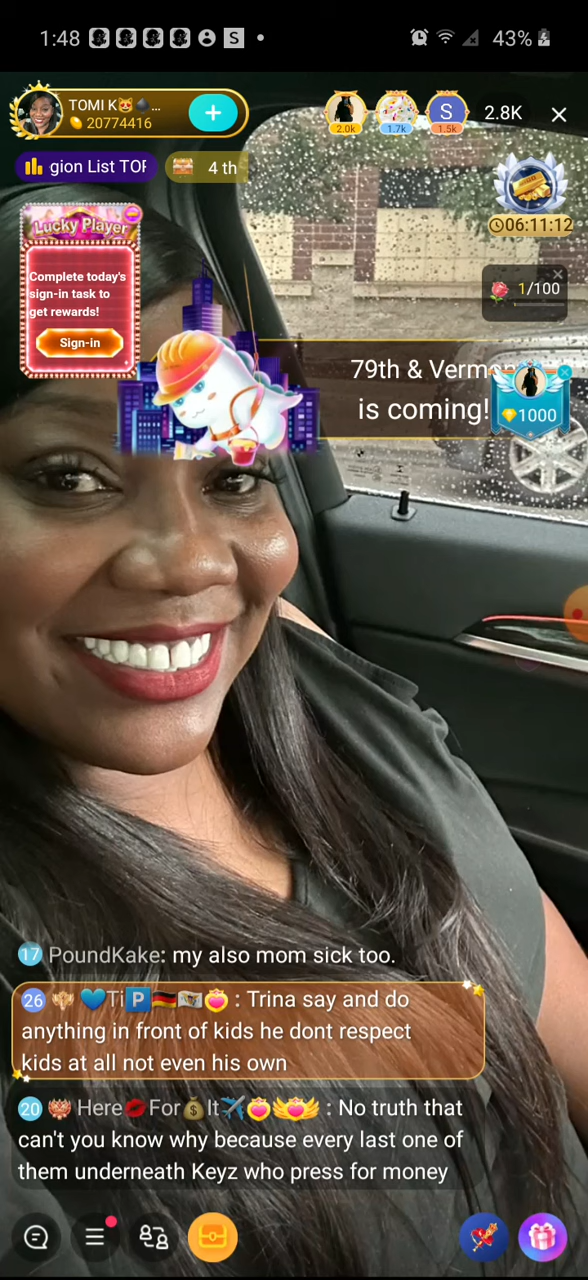 1:48
S
43%
TOMI K😼💣...
20774416
2.0k
1.7k
S
1.5k
2.8K
gion List TOP
4 th
06:11:12
Lucky Player
Complete today's
sign-in task to
get rewards!
Sign-in
1/100
79th & Verm
is coming!
1000
17 PoundKake: my also mom sick too.
26 💙Ti🅿️🇩🇪 : Trina say and do
anything in front of kids he dont respect
kids at all not even his own
20 Here💋For💰It✈️ : No truth that
can't you know why because every last one of
them underneath Keyz who press for money